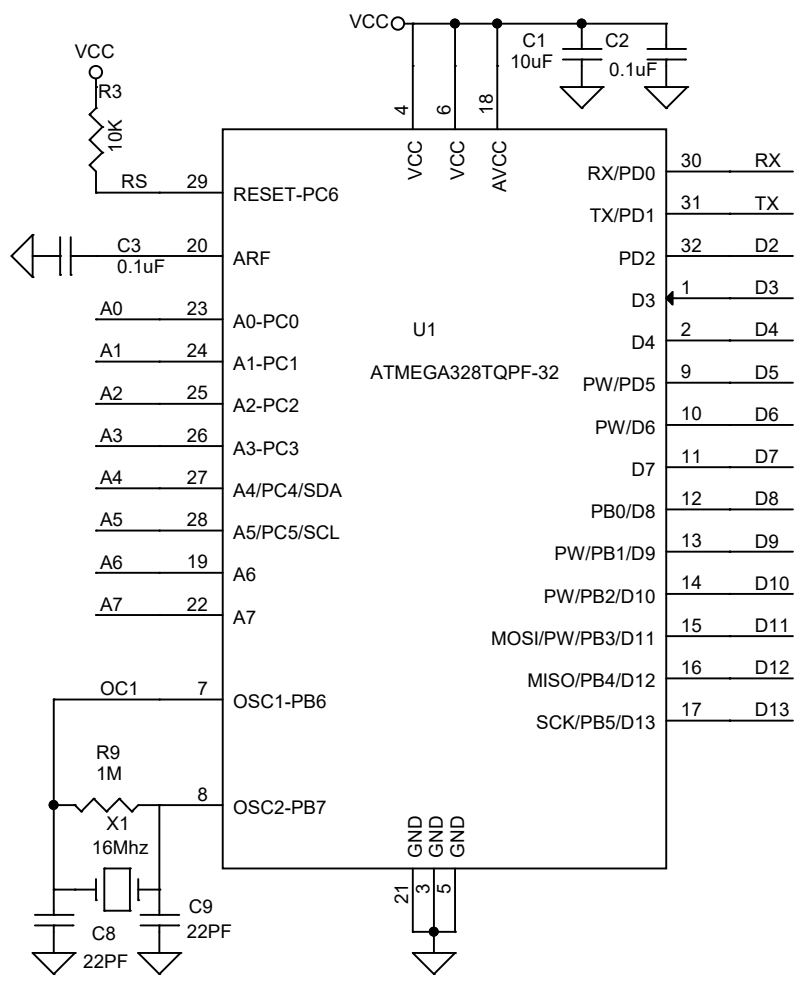 VCC
C1
10uF
C2
0.1uF
VCC
R3
10K
4
6
18
VCC
VCC
AVCC
RS 29 RESET-PC6
C3 20 ARF
0.1uF
A0 23 A0-PC0
A1 24 A1-PC1
A2 25 A2-PC2
A3 26 A3-PC3
A4 27 A4/PC4/SDA
A5 28 A5/PC5/SCL
A6 19 A6
A7 22 A7
OC1 7 OSC1-PB6
8 OSC2-PB7
U1
ATMEGA328TQPF-32
RX/PD0 30 RX
TX/PD1 31 TX
PD2 32 D2
D3 1 D3
D4 2 D4
PW/PD5 9 D5
PW/D6 10 D6
D7 11 D7
PB0/D8 12 D8
PW/PB1/D9 13 D9
PW/PB2/D10 14 D10
MOSI/PW/PB3/D11 15 D11
MISO/PB4/D12 16 D12
SCK/PB5/D13 17 D13
R9
1M
X1
16Mhz
C8
22PF
C9
22PF
GND
GND
GND
21
3
5